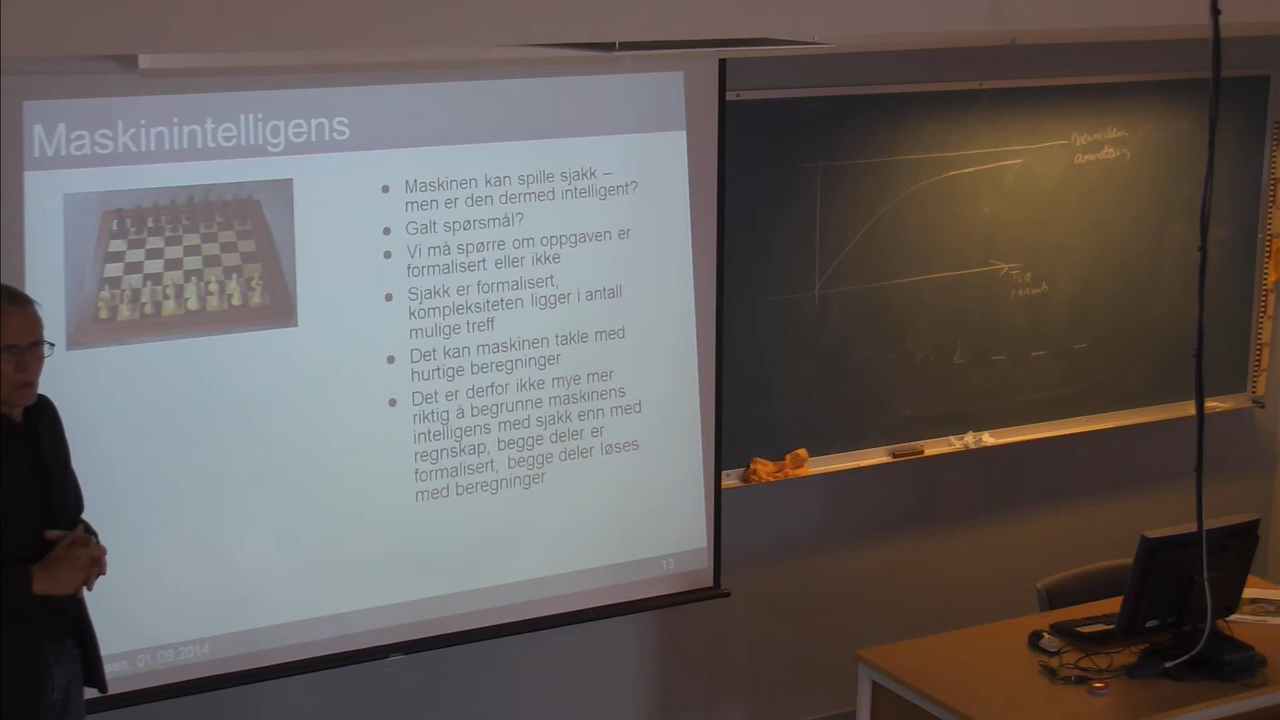 Maskinintelligens
Maskinen kan spille sjakk –
men er den dermed intelligent?
Galt spørsmål?
Vi må spørre om oppgaven er
formalisert eller ikke
Sjakk er formalisert,
kompleksiteten ligger i antall
mulige treff
Det kan maskinen takle med
hurtige beregninger
Det er derfor ikke mye mer
riktig å begrunne maskinens
intelligens med sjakk enn med
regnskap, begge deler er
formalisert, begge deler løses
med beregninger
13
01.09.2014